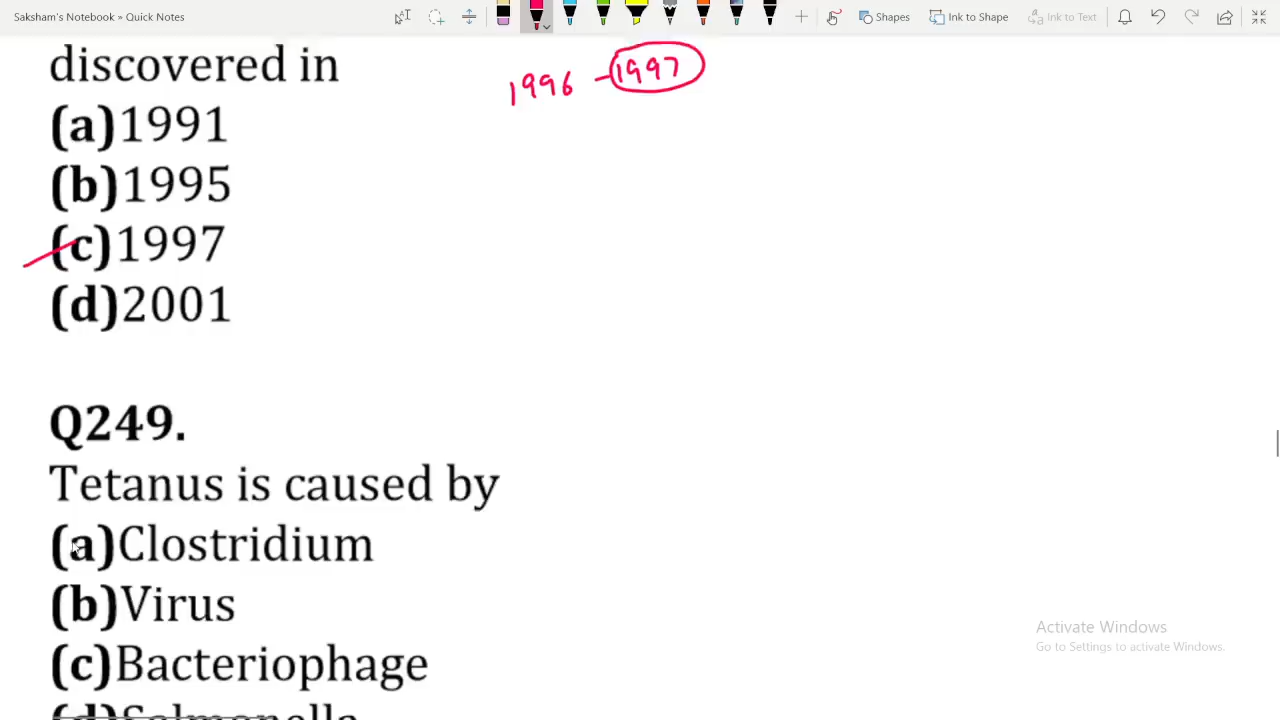 Saksham's Notebook » Quick Notes
Shapes
Ink to Shape
Ink to Text
discovered in
1996 - 1997
(a)1991
(b)1995
(c)1997
(d)2001
Q249.
Tetanus is caused by
(a)Clostridium
(b)Virus
(c)Bacteriophage
(d)Salmonella
Activate Windows
Go to Settings to activate Windows.